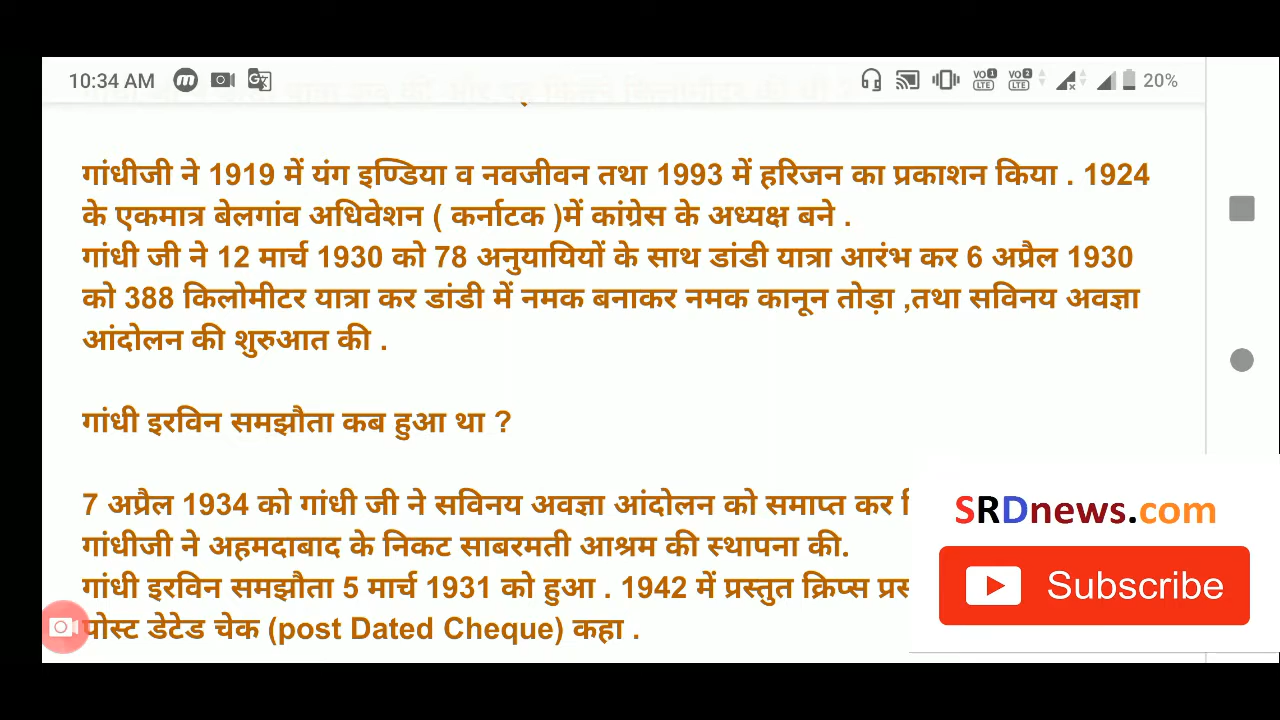 10:34 AM
20%
गांधीजी ने 1919 में यंग इण्डिया व नवजीवन तथा 1993 में हरिजन का प्रकाशन किया . 1924
के एकमात्र बेलगांव अधिवेशन ( कर्नाटक )में कांग्रेस के अध्यक्ष बने .
गांधी जी ने 12 मार्च 1930 को 78 अनुयायियों के साथ डांडी यात्रा आरंभ कर 6 अप्रैल 1930
को 388 किलोमीटर यात्रा कर डांडी में नमक बनाकर नमक कानून तोड़ा ,तथा सविनय अवज्ञा
आंदोलन की शुरुआत की .
गांधी इरविन समझौता कब हुआ था ?
7 अप्रैल 1934 को गांधी जी ने सविनय अवज्ञा आंदोलन को समाप्त कर
गांधीजी ने अहमदाबाद के निकट साबरमती आश्रम की स्थापना की.
गांधी इरविन समझौता 5 मार्च 1931 को हुआ . 1942 में प्रस्तुत क्रिप्स
पोस्ट डेटेड चेक (post Dated Cheque) कहा .
SRDnews.com
Subscribe